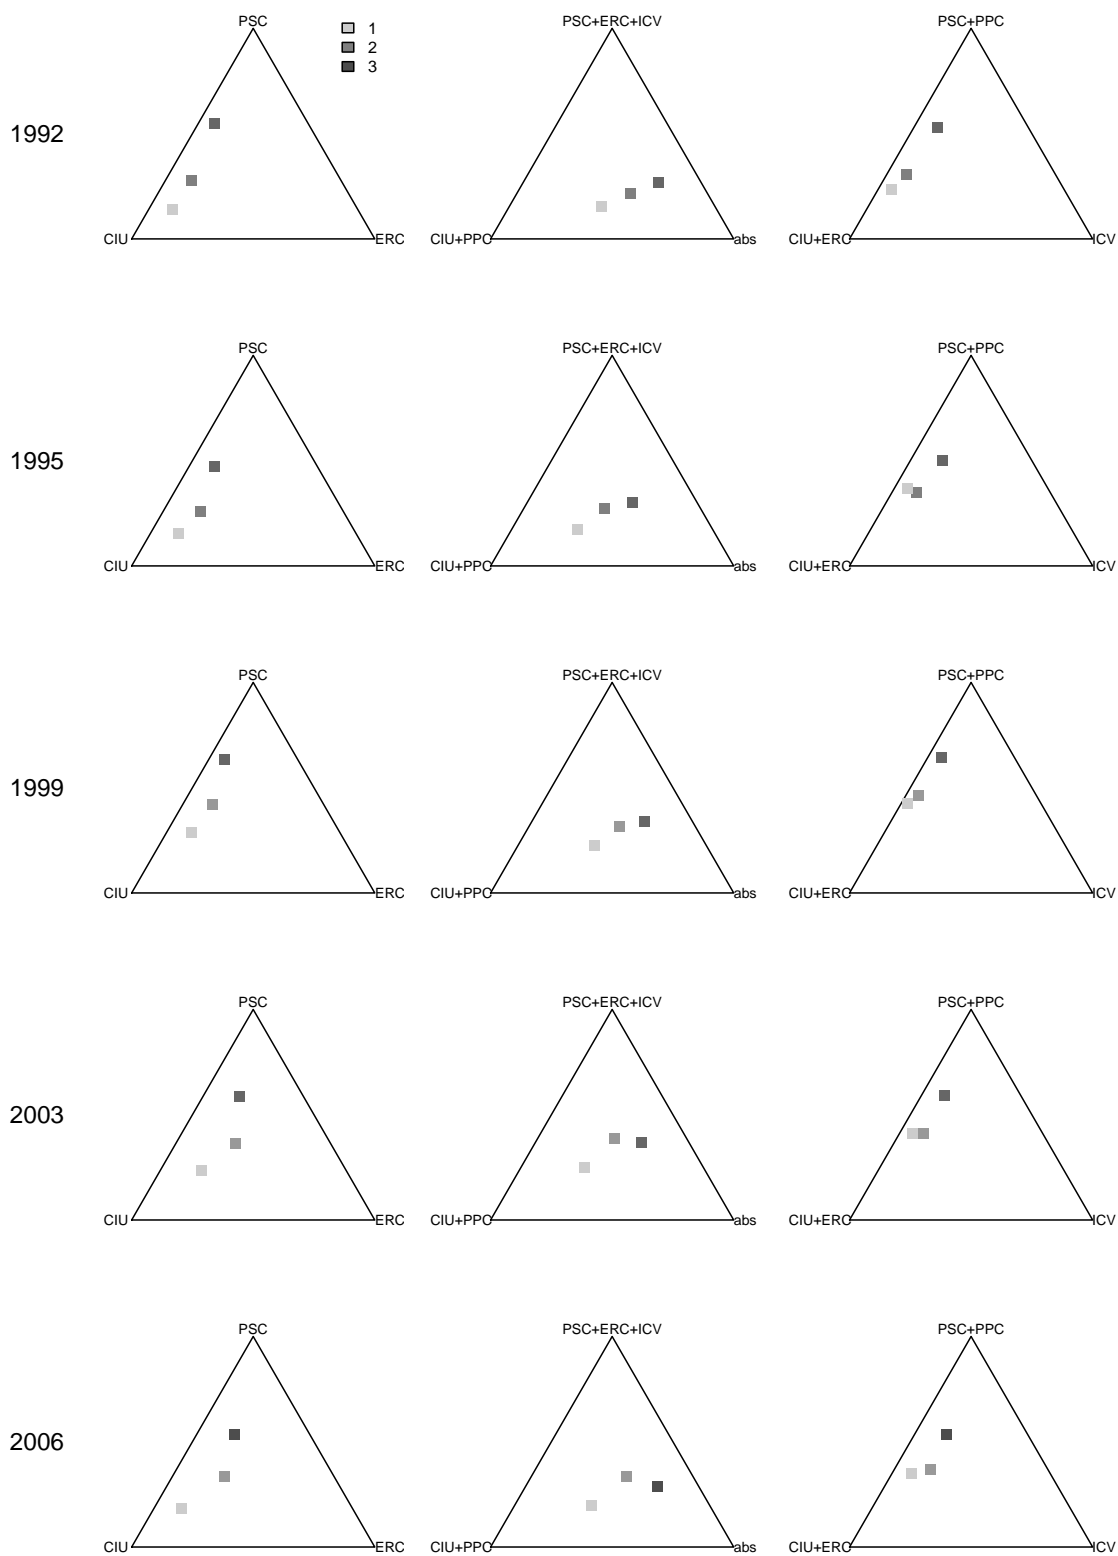 PSC PSC+ERC+ICV PSC+PPC
1
2
3
1992
CIU ERC CIU+PPC abs CIU+ERC ICV
PSC PSC+ERC+ICV PSC+PPC
1995
CIU ERC CIU+PPC abs CIU+ERC ICV
PSC PSC+ERC+ICV PSC+PPC
1999
CIU ERC CIU+PPC abs CIU+ERC ICV
PSC PSC+ERC+ICV PSC+PPC
2003
CIU ERC CIU+PPC abs CIU+ERC ICV
PSC PSC+ERC+ICV PSC+PPC
2006
CIU ERC CIU+PPC abs CIU+ERC ICV